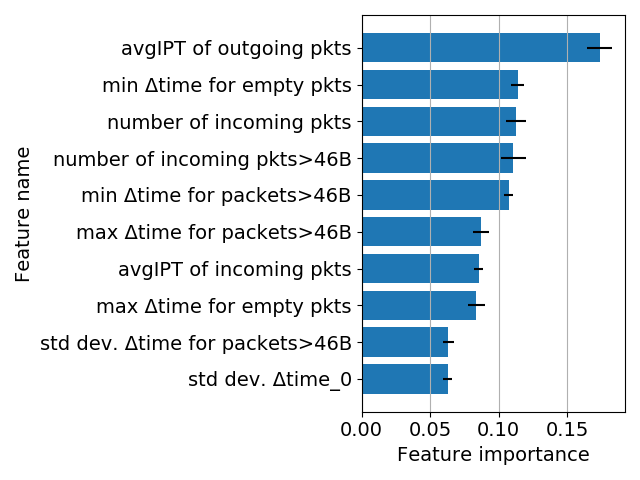 Feature name
avgIPT of outgoing pkts
min Δtime for empty pkts
number of incoming pkts
number of incoming pkts>46B
min Δtime for packets>46B
max Δtime for packets>46B
avgIPT of incoming pkts
max Δtime for empty pkts
std dev. Δtime for packets>46B
std dev. Δtime_0
0.00 0.05 0.10 0.15
Feature importance